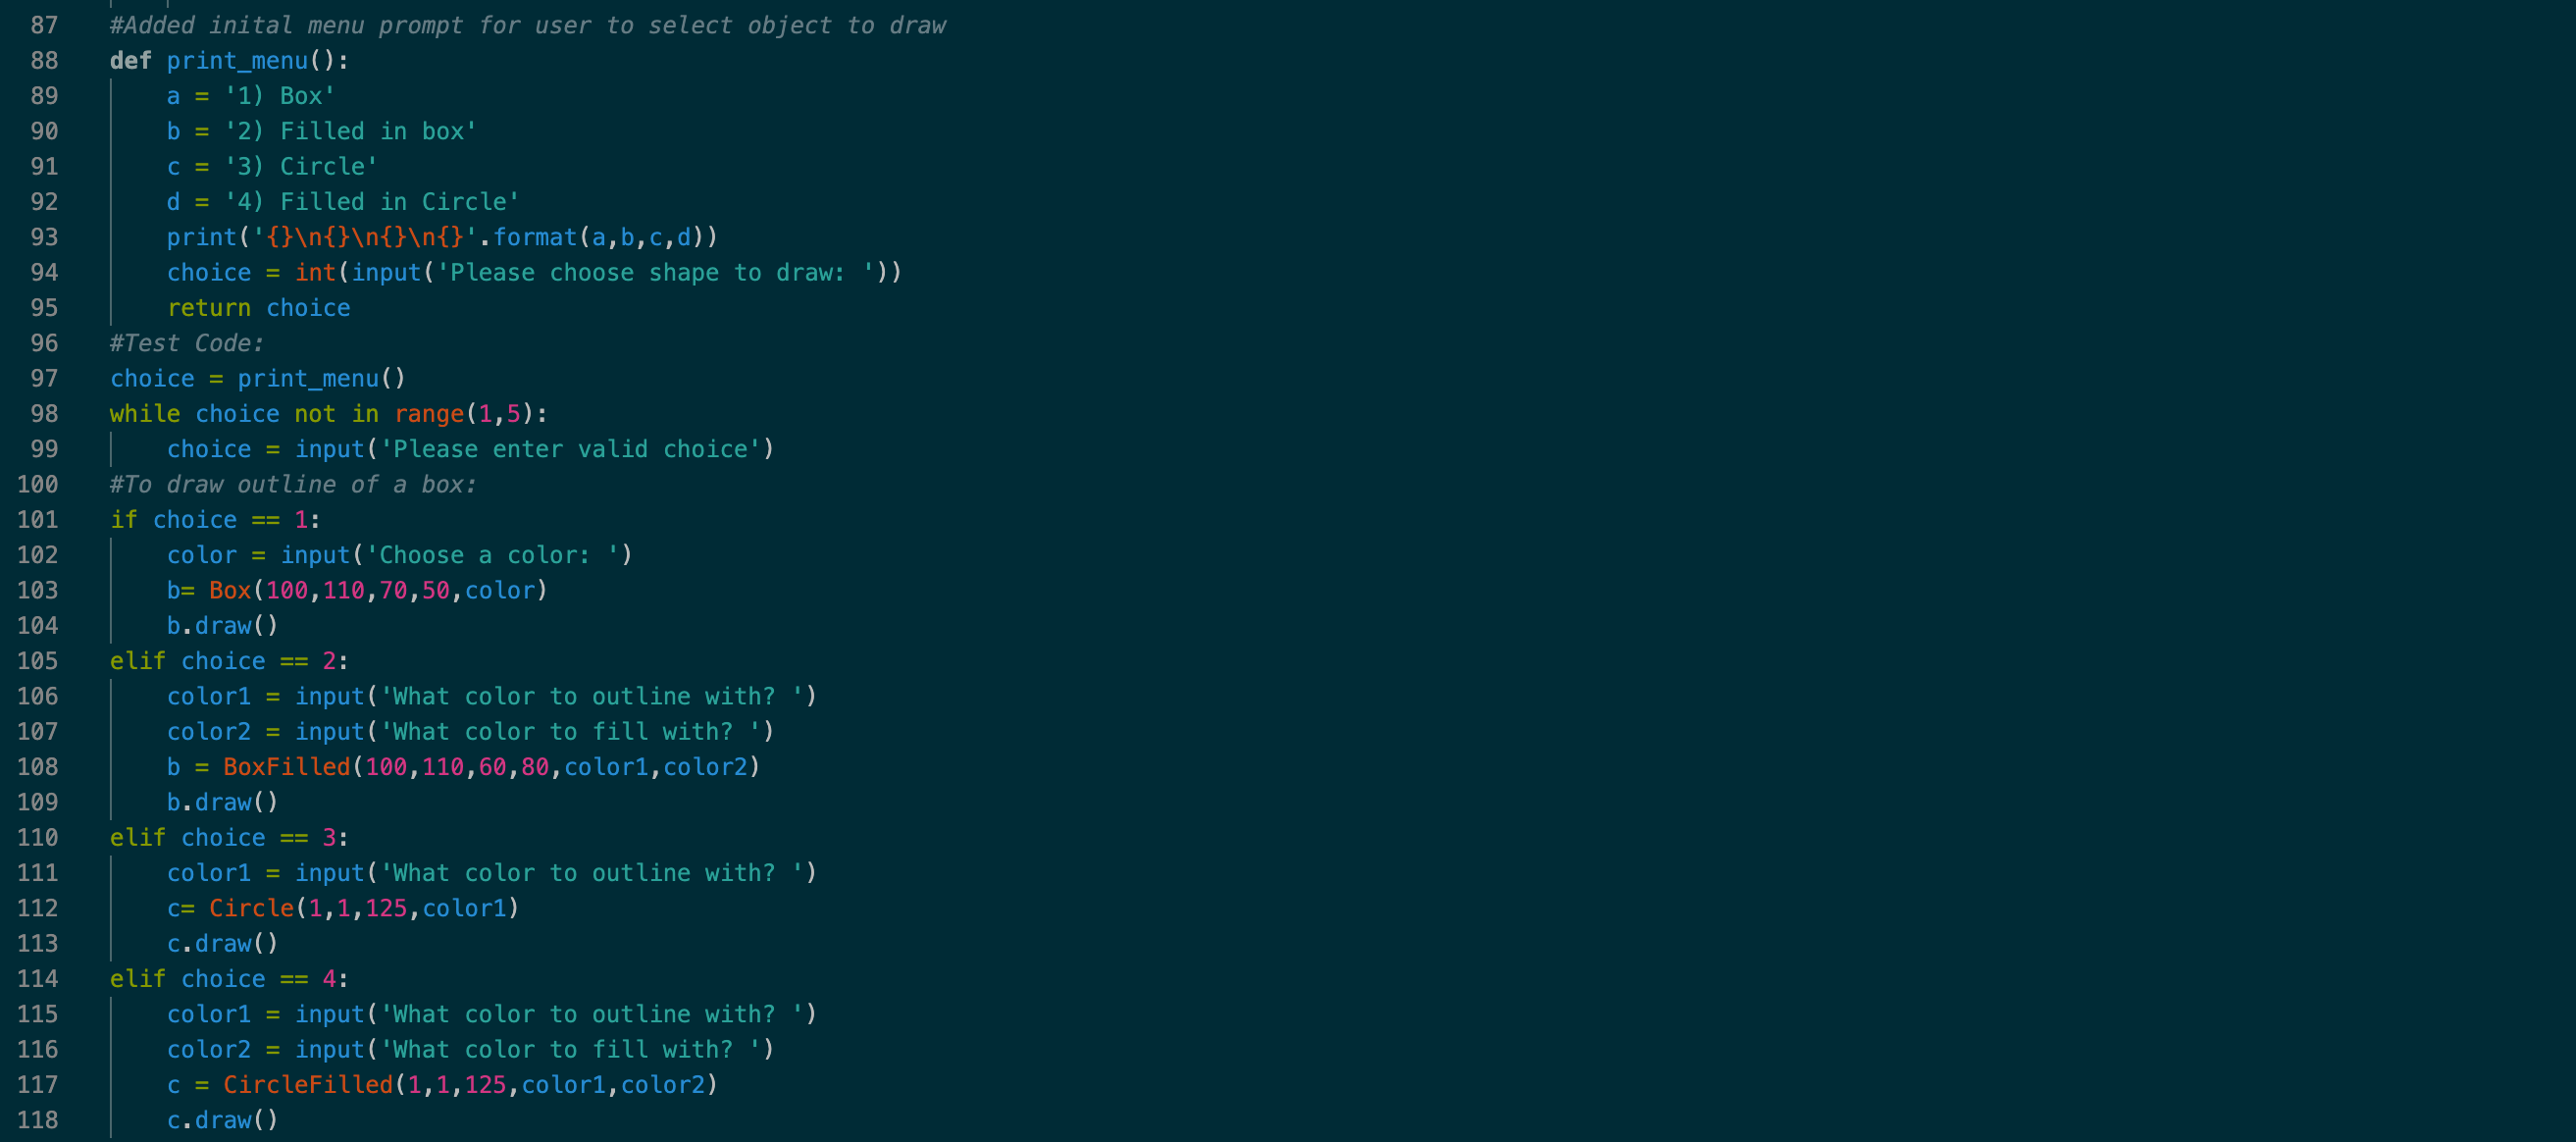 87 #Added inital menu prompt for user to select object to draw
88 def print_menu():
89     a = '1) Box'
90     b = '2) Filled in box'
91     c = '3) Circle'
92     d = '4) Filled in Circle'
93     print('{}\n{}\n{}\n{}'.format(a,b,c,d))
94     choice = int(input('Please choose shape to draw: '))
95     return choice
96 #Test Code:
97 choice = print_menu()
98 while choice not in range(1,5):
99     choice = input('Please enter valid choice')
100 #To draw outline of a box:
101 if choice == 1:
102     color = input('Choose a color: ')
103     b= Box(100,110,70,50,color)
104     b.draw()
105 elif choice == 2:
106     color1 = input('What color to outline with? ')
107     color2 = input('What color to fill with? ')
108     b = BoxFilled(100,110,60,80,color1,color2)
109     b.draw()
110 elif choice == 3:
111     color1 = input('What color to outline with? ')
112     c= Circle(1,1,125,color1)
113     c.draw()
114 elif choice == 4:
115     color1 = input('What color to outline with? ')
116     color2 = input('What color to fill with? ')
117     c = CircleFilled(1,1,125,color1,color2)
118     c.draw()